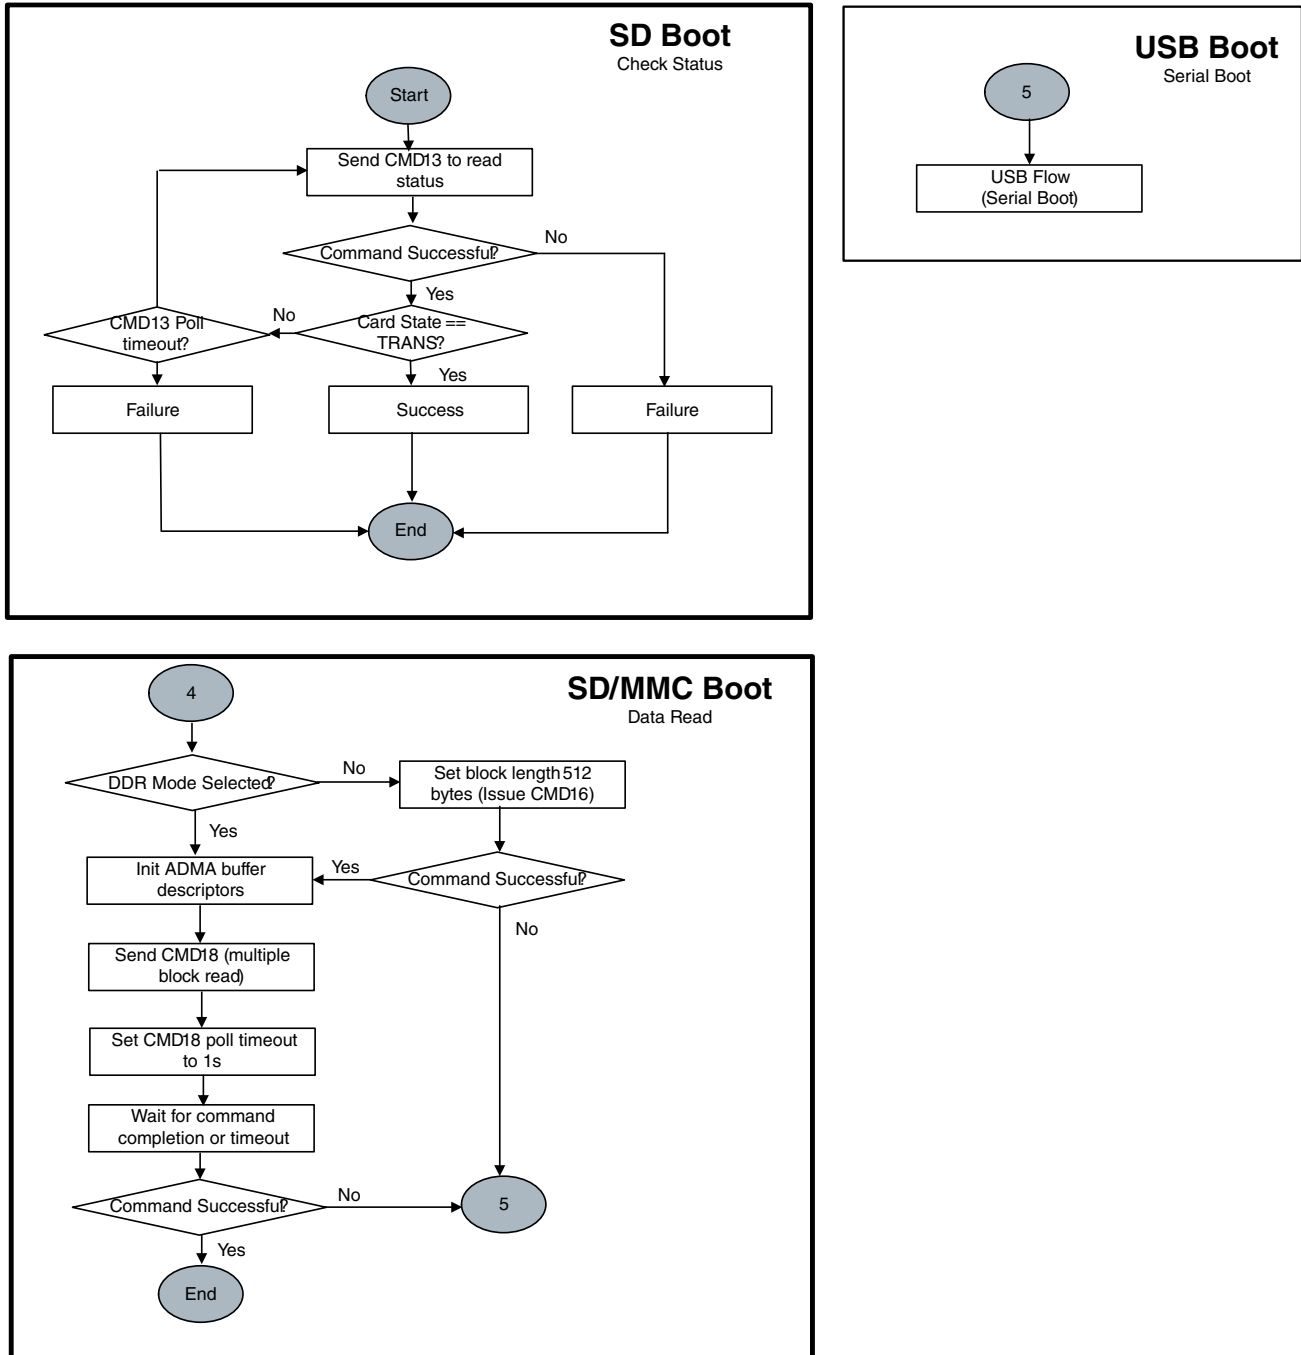 SD Boot
Check Status
Start
Send CMD13 to read
status
Command Successful?
No
Yes
Card State ==
TRANS?
No
CMD13 Poll
timeout?
Yes
Failure
Success
Failure
End
USB Boot
Serial Boot
5
USB Flow
(Serial Boot)
SD/MMC Boot
Data Read
4
DDR Mode Selected?
No
Set block length 512
bytes (Issue CMD16)
Yes
Init ADMA buffer
descriptors
Yes
Command Successful?
No
Send CMD18 (multiple
block read)
Set CMD18 poll timeout
to 1s
Wait for command
completion or timeout
Command Successful?
No
5
Yes
End